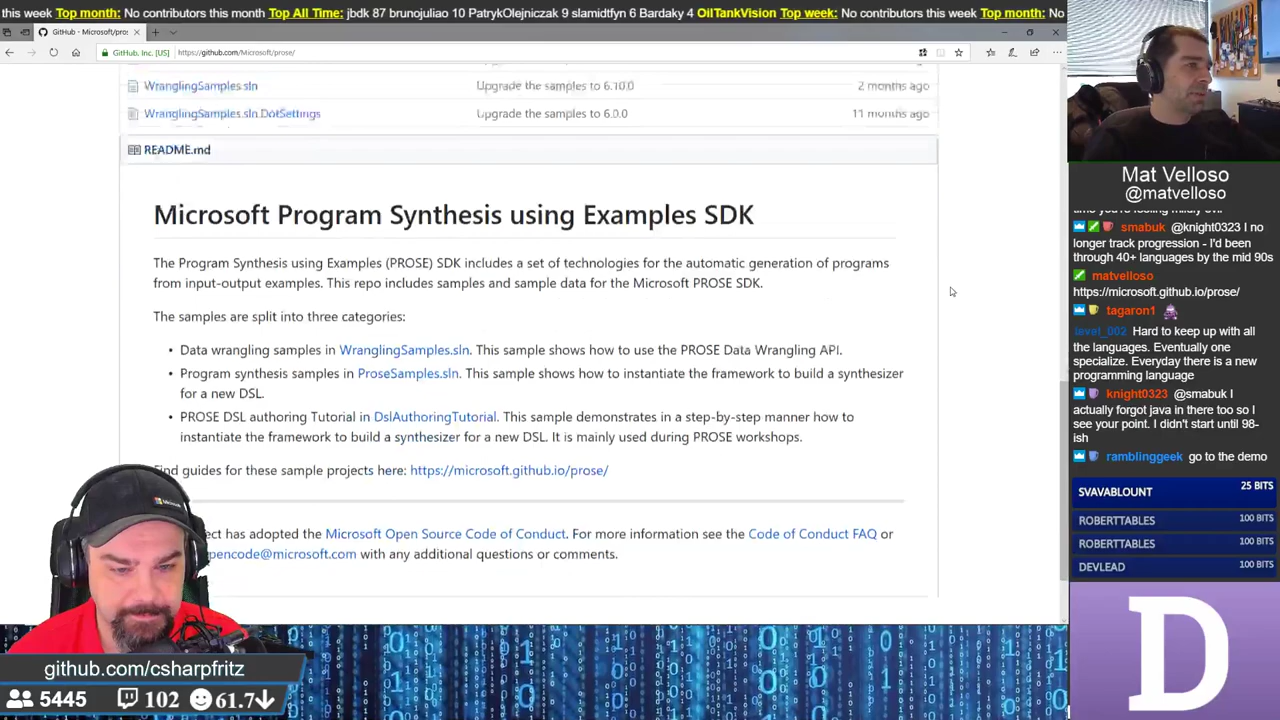 this week Top month: No contributors this month Top All Time: jbdk 87 brunojulien 10 PatrykOlejniczak 9 slamidtfyn 6 Bardaky 4 OilTankVision Top week: No contributors this week Top month: No
GitHub - Microsoft/pros
GitHub, Inc. [US] https://github.com/Microsoft/prose/
WranglingSamples.sln Upgrade the samples to 6.10.0 2 months ago
WranglingSamples.sln.DotSettings Upgrade the samples to 6.0.0 11 months ago
README.md
Microsoft Program Synthesis using Examples SDK
The Program Synthesis using Examples (PROSE) SDK includes a set of technologies for the automatic generation of programs
from input-output examples. This repo includes samples and sample data for the Microsoft PROSE SDK.
The samples are split into three categories:
• Data wrangling samples in WranglingSamples.sln. This sample shows how to use the PROSE Data Wrangling API.
• Program synthesis samples in ProseSamples.sln. This sample shows how to instantiate the framework to build a synthesizer
for a new DSL.
• PROSE DSL authoring Tutorial in DslAuthoringTutorial. This sample demonstrates in a step-by-step manner how to
instantiate the framework to build a synthesizer for a new DSL. It is mainly used during PROSE workshops.
Find guides for these sample projects here: https://microsoft.github.io/prose/
ect has adopted the Microsoft Open Source Code of Conduct. For more information see the Code of Conduct FAQ or
opencode@microsoft.com with any additional questions or comments.
github.com/csharpfritz
5445 102 61.7
Mat Velloso
@matvelloso
time you're feeling mildly evil
smabuk @knight0323 I no
longer track progression - I'd been
through 40+ languages by the mid 90s
matvelloso
https://microsoft.github.io/prose/
tagaron1
level_002 Hard to keep up with all
the languages. Eventually one
specialize. Everyday there is a new
programming language
knight0323 @smabuk I
actually forgot java in there too so I
see your point. I didn't start until 98-
ish
ramblinggeek go to the demo
SVAVABLOUNT 25 BITS
ROBERTTABLES 100 BITS
ROBERTTABLES 100 BITS
DEVLEAD 100 BITS
D